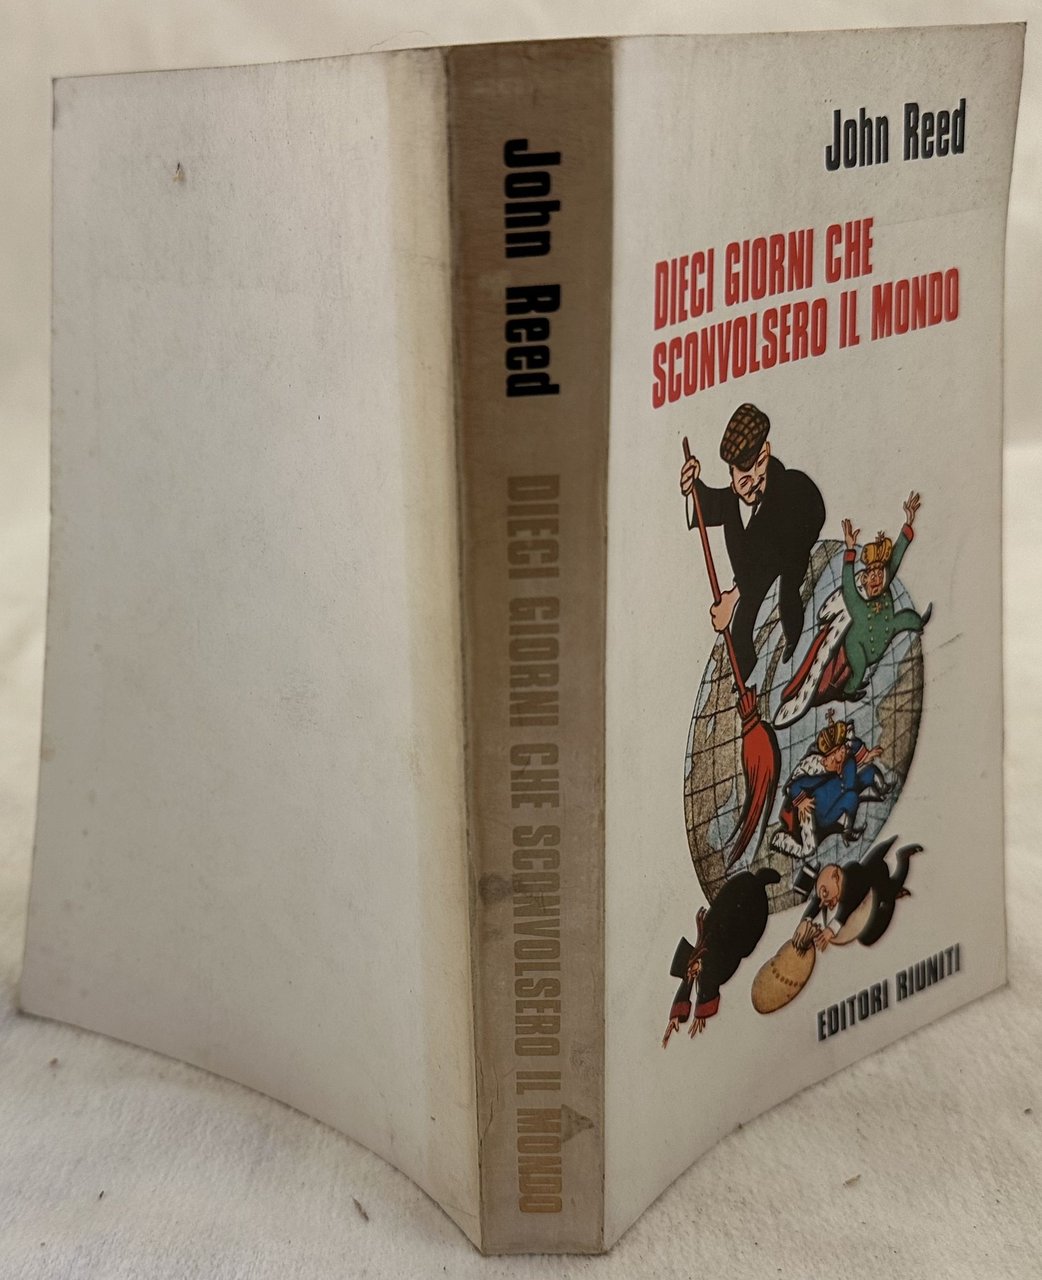 John Reed DIECI GIORNI CHE SCONVOLSERO IL MONDO
John Reed
DIECI GIORNI CHE
SCONVOLSERO IL MONDO
EDITORI RIUNITI